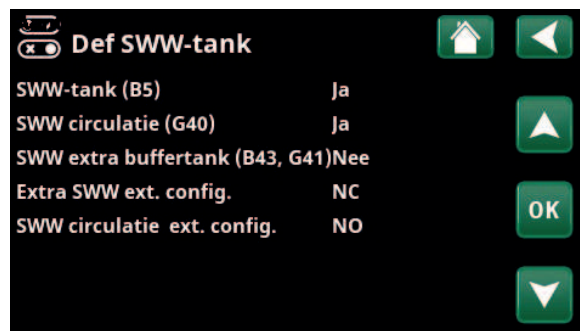 Def SWW-tank
SWW-tank (B5) Ja
SWW circulatie (G40) Ja
SWW extra buffertank (B43, G41)Nee
Extra SWW ext. config. NC
OK
SWW circulatie ext. config. NO